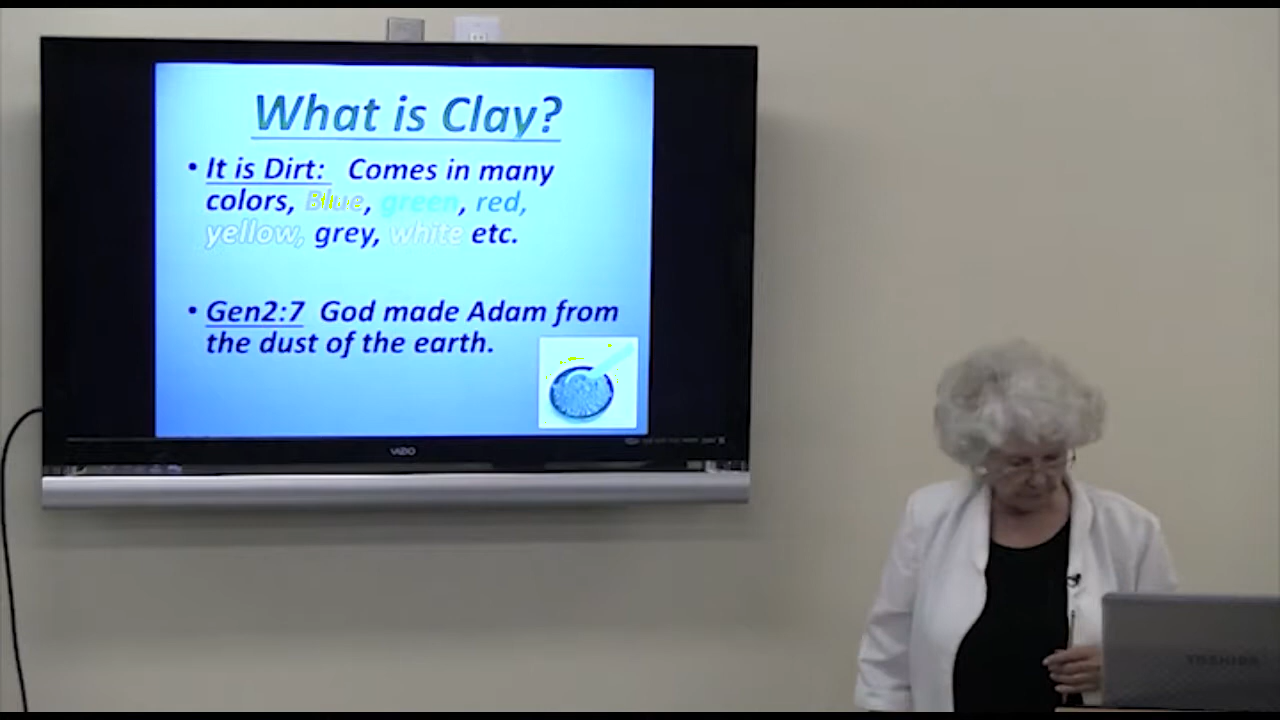 What is Clay?
• It is Dirt: Comes in many
colors, Blue, green, red,
yellow, grey, white etc.
• Gen2:7 God made Adam from
the dust of the earth.
VIZIO
TOSHIBA